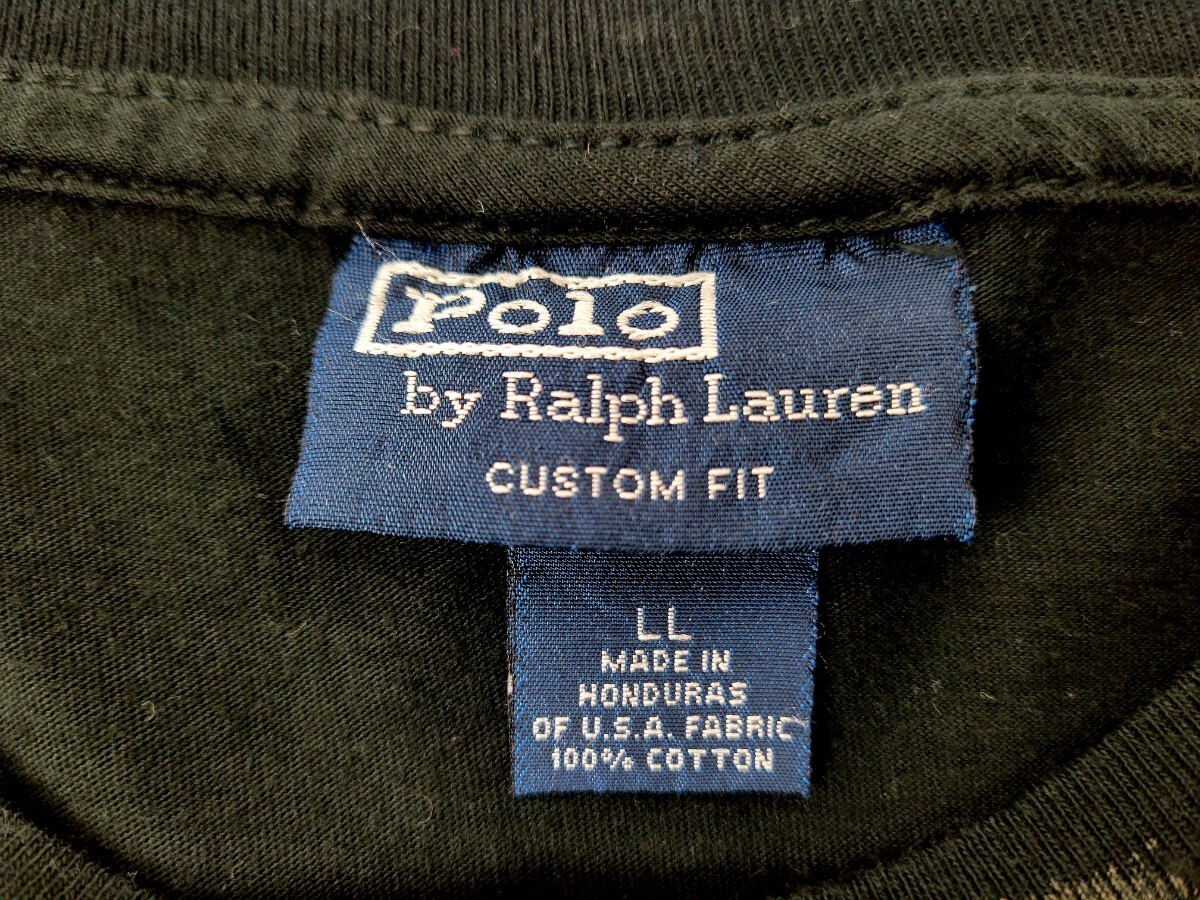 Polo
by Ralph Lauren
CUSTOM FIT
LL
MADE IN
HONDURAS
OF U.S.A. FABRIC
100% COTTON